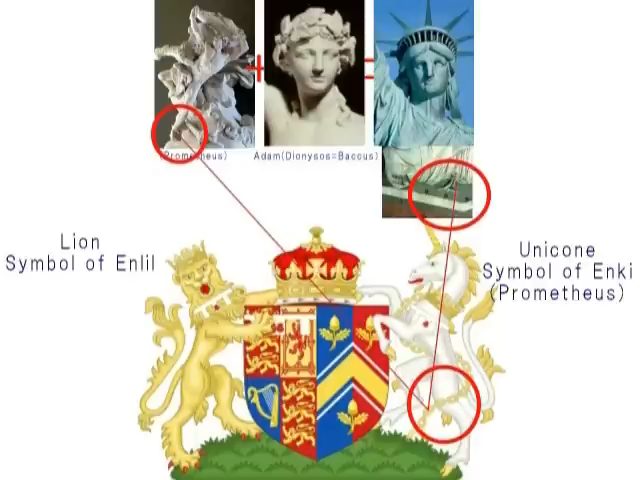 (Prometheus)
Adam(Dionysos=Baccus)
Lion
Symbol of Enlil
Unicone
Symbol of Enki
(Prometheus)